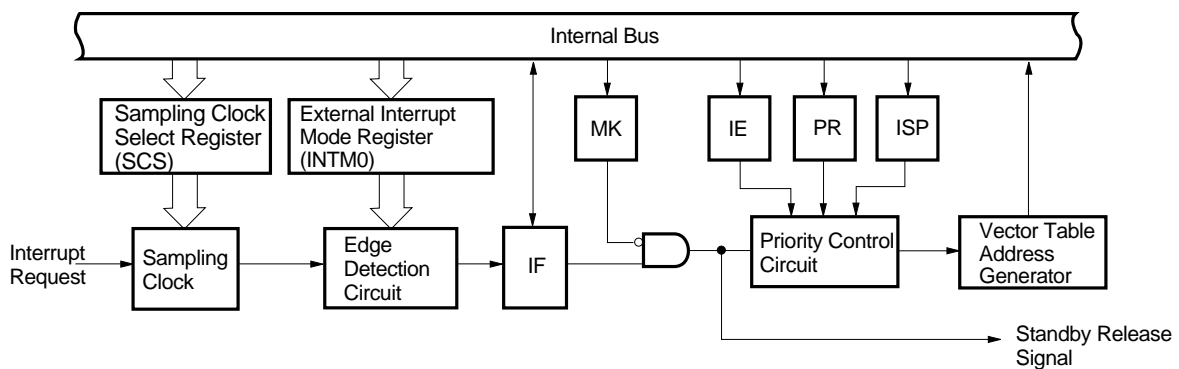 Internal Bus
Sampling Clock
Select Register
(SCS)
External Interrupt
Mode Register
(INTM0)
MK
IE
PR
ISP
Interrupt
Request
Sampling
Clock
Edge
Detection
Circuit
IF
Priority Control
Circuit
Vector Table
Address
Generator
Standby Release
Signal